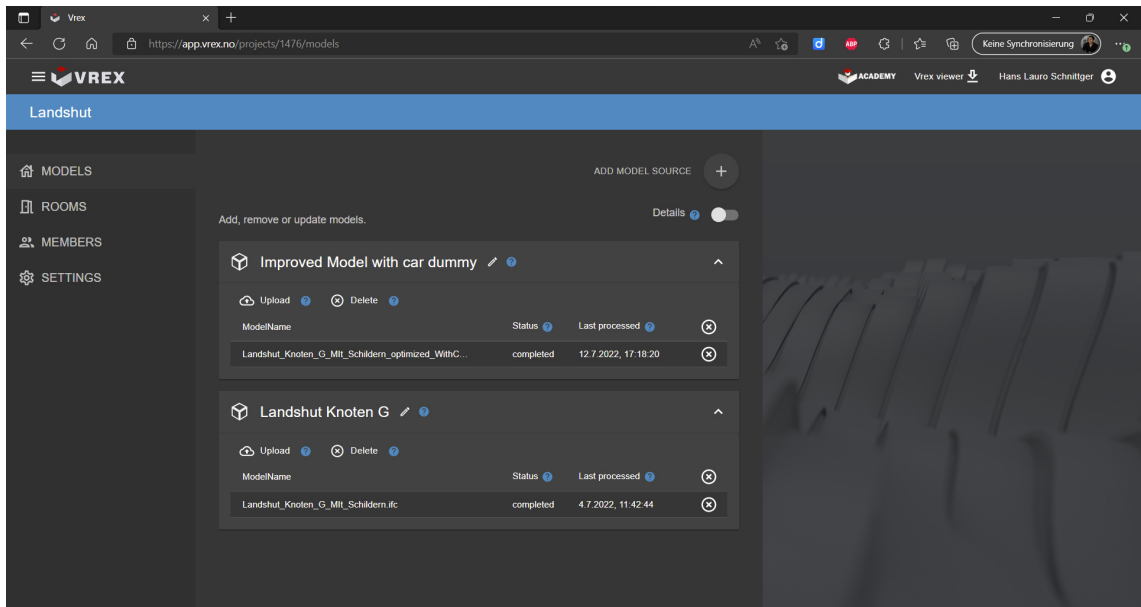 Vrex
https://app.vrex.no/projects/1476/models
Keine Synchronisierung
VREX
ACADEMY
Vrex viewer
Hans Lauro Schnittger
Landshut
MODELS
ROOMS
MEMBERS
SETTINGS
ADD MODEL SOURCE
Add, remove or update models.
Details ?
Improved Model with car dummy ?
Upload ? Delete ?
ModelName Status ? Last processed ?
Landshut_Knoten_G_MIt_Schildern_optimized_WithC... completed 12.7.2022, 17:18:20
Landshut Knoten G ?
Upload ? Delete ?
ModelName Status ? Last processed ?
Landshut_Knoten_G_MIt_Schildern.ifc completed 4.7.2022, 11:42:44